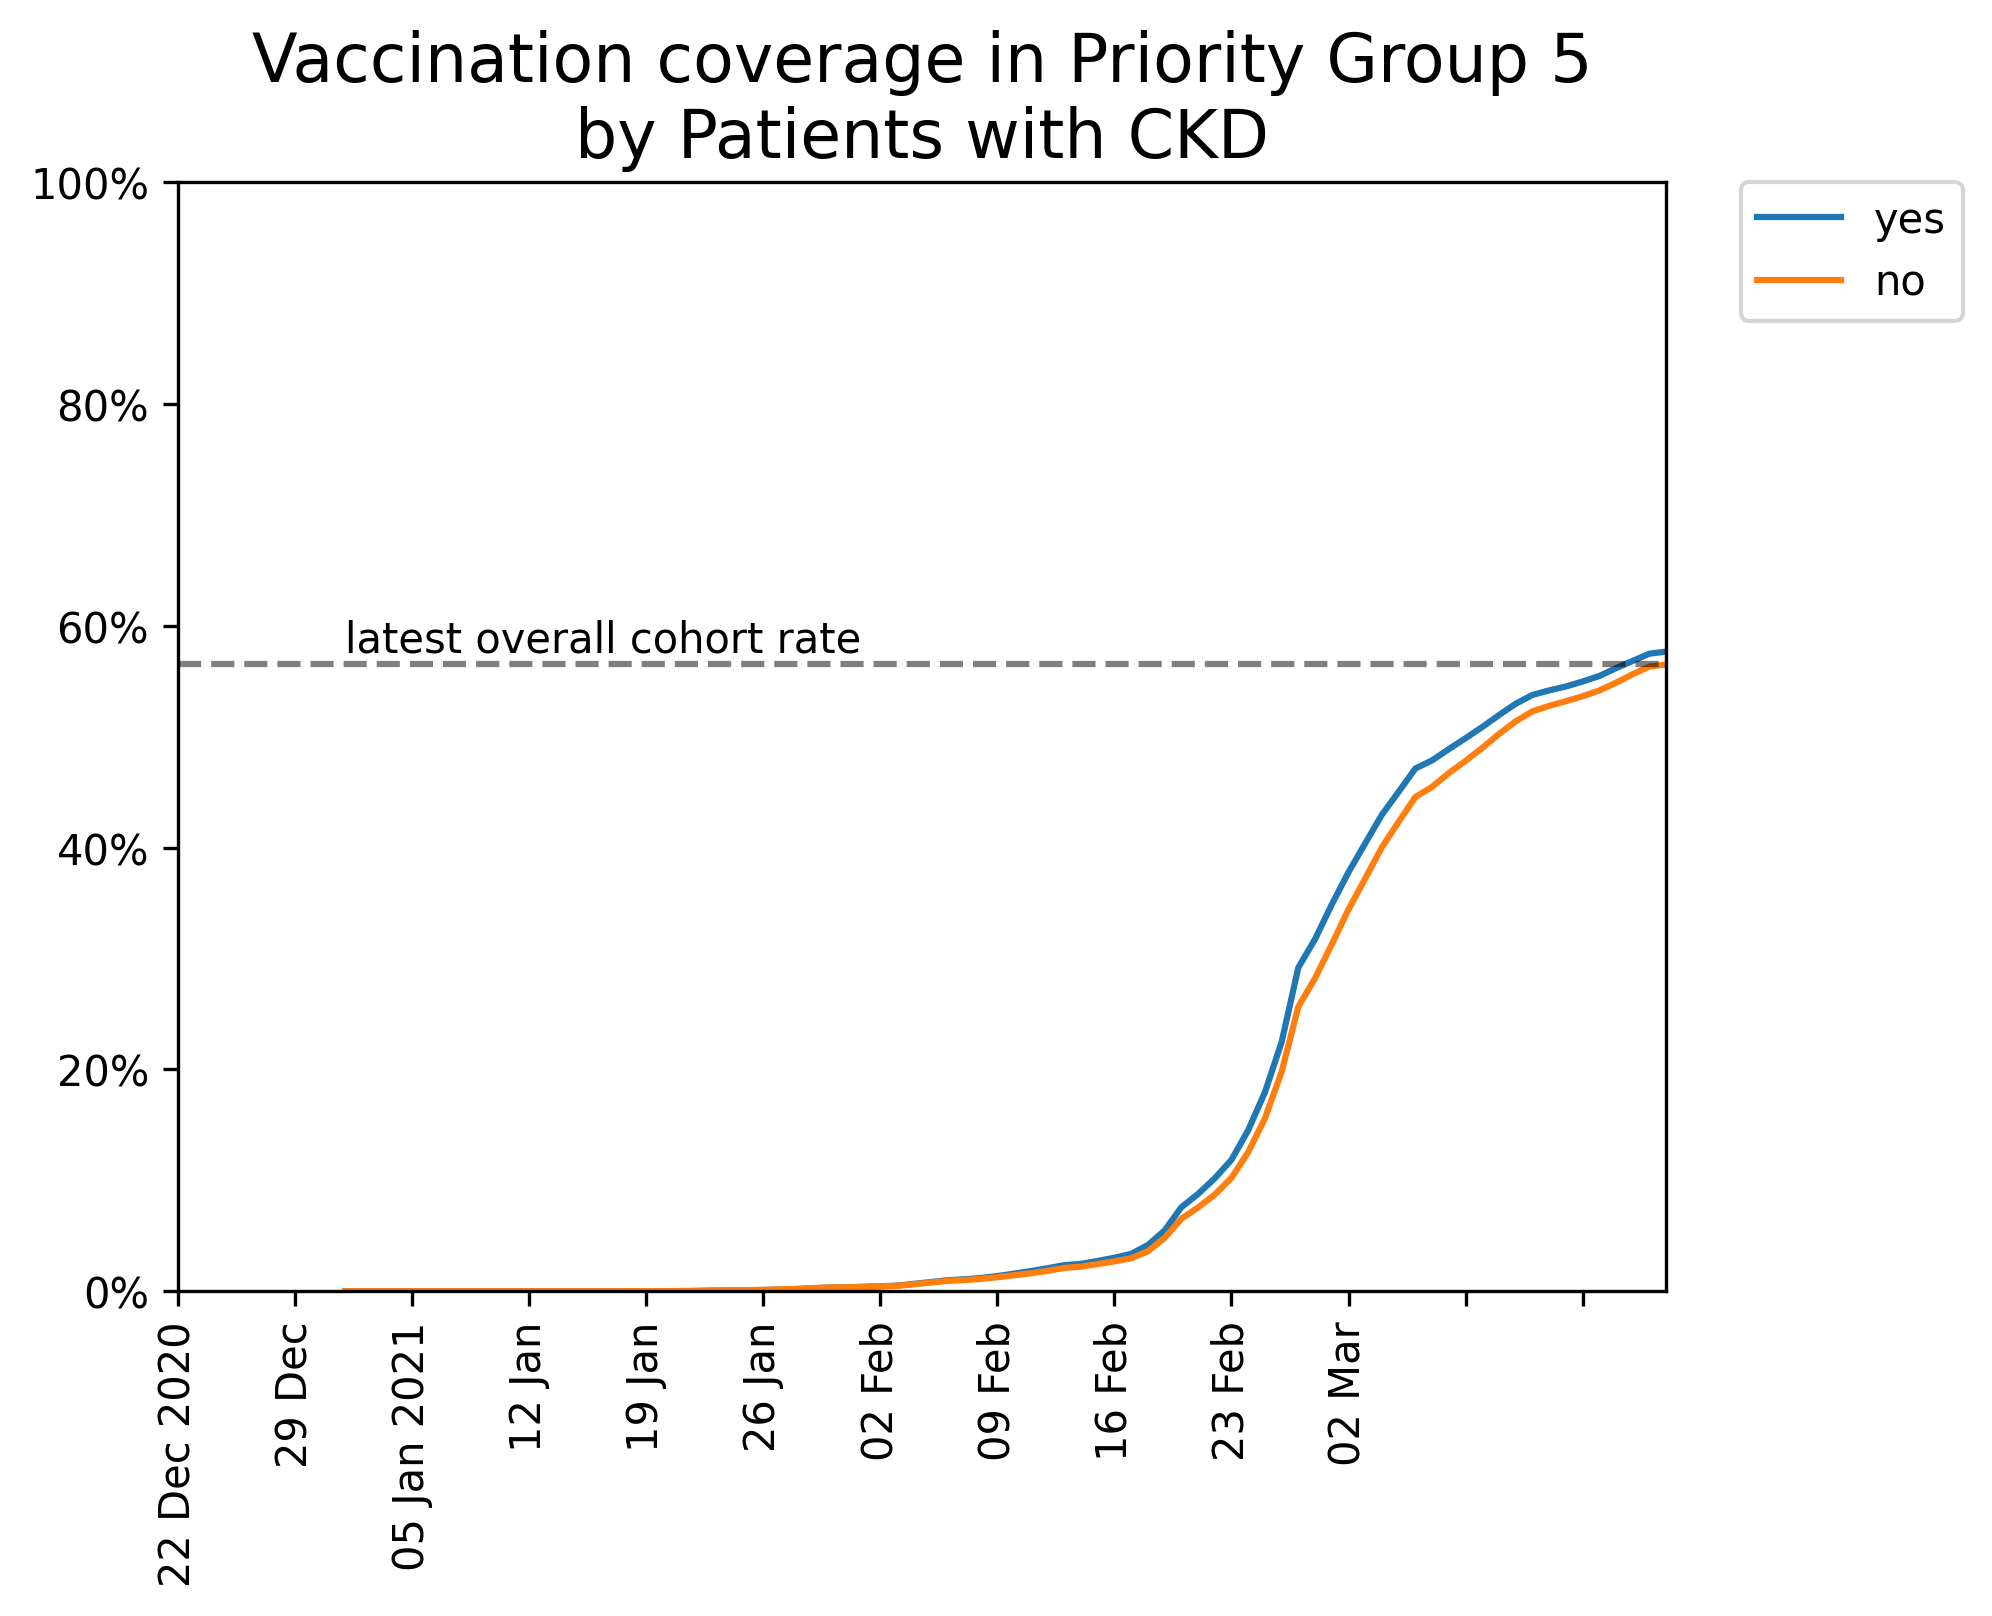 Vaccination coverage in Priority Group 5
by Patients with CKD
100%
80%
60%
40%
20%
0%
latest overall cohort rate
yes
no
22 Dec 2020
29 Dec
05 Jan 2021
12 Jan
19 Jan
26 Jan
02 Feb
09 Feb
16 Feb
23 Feb
02 Mar